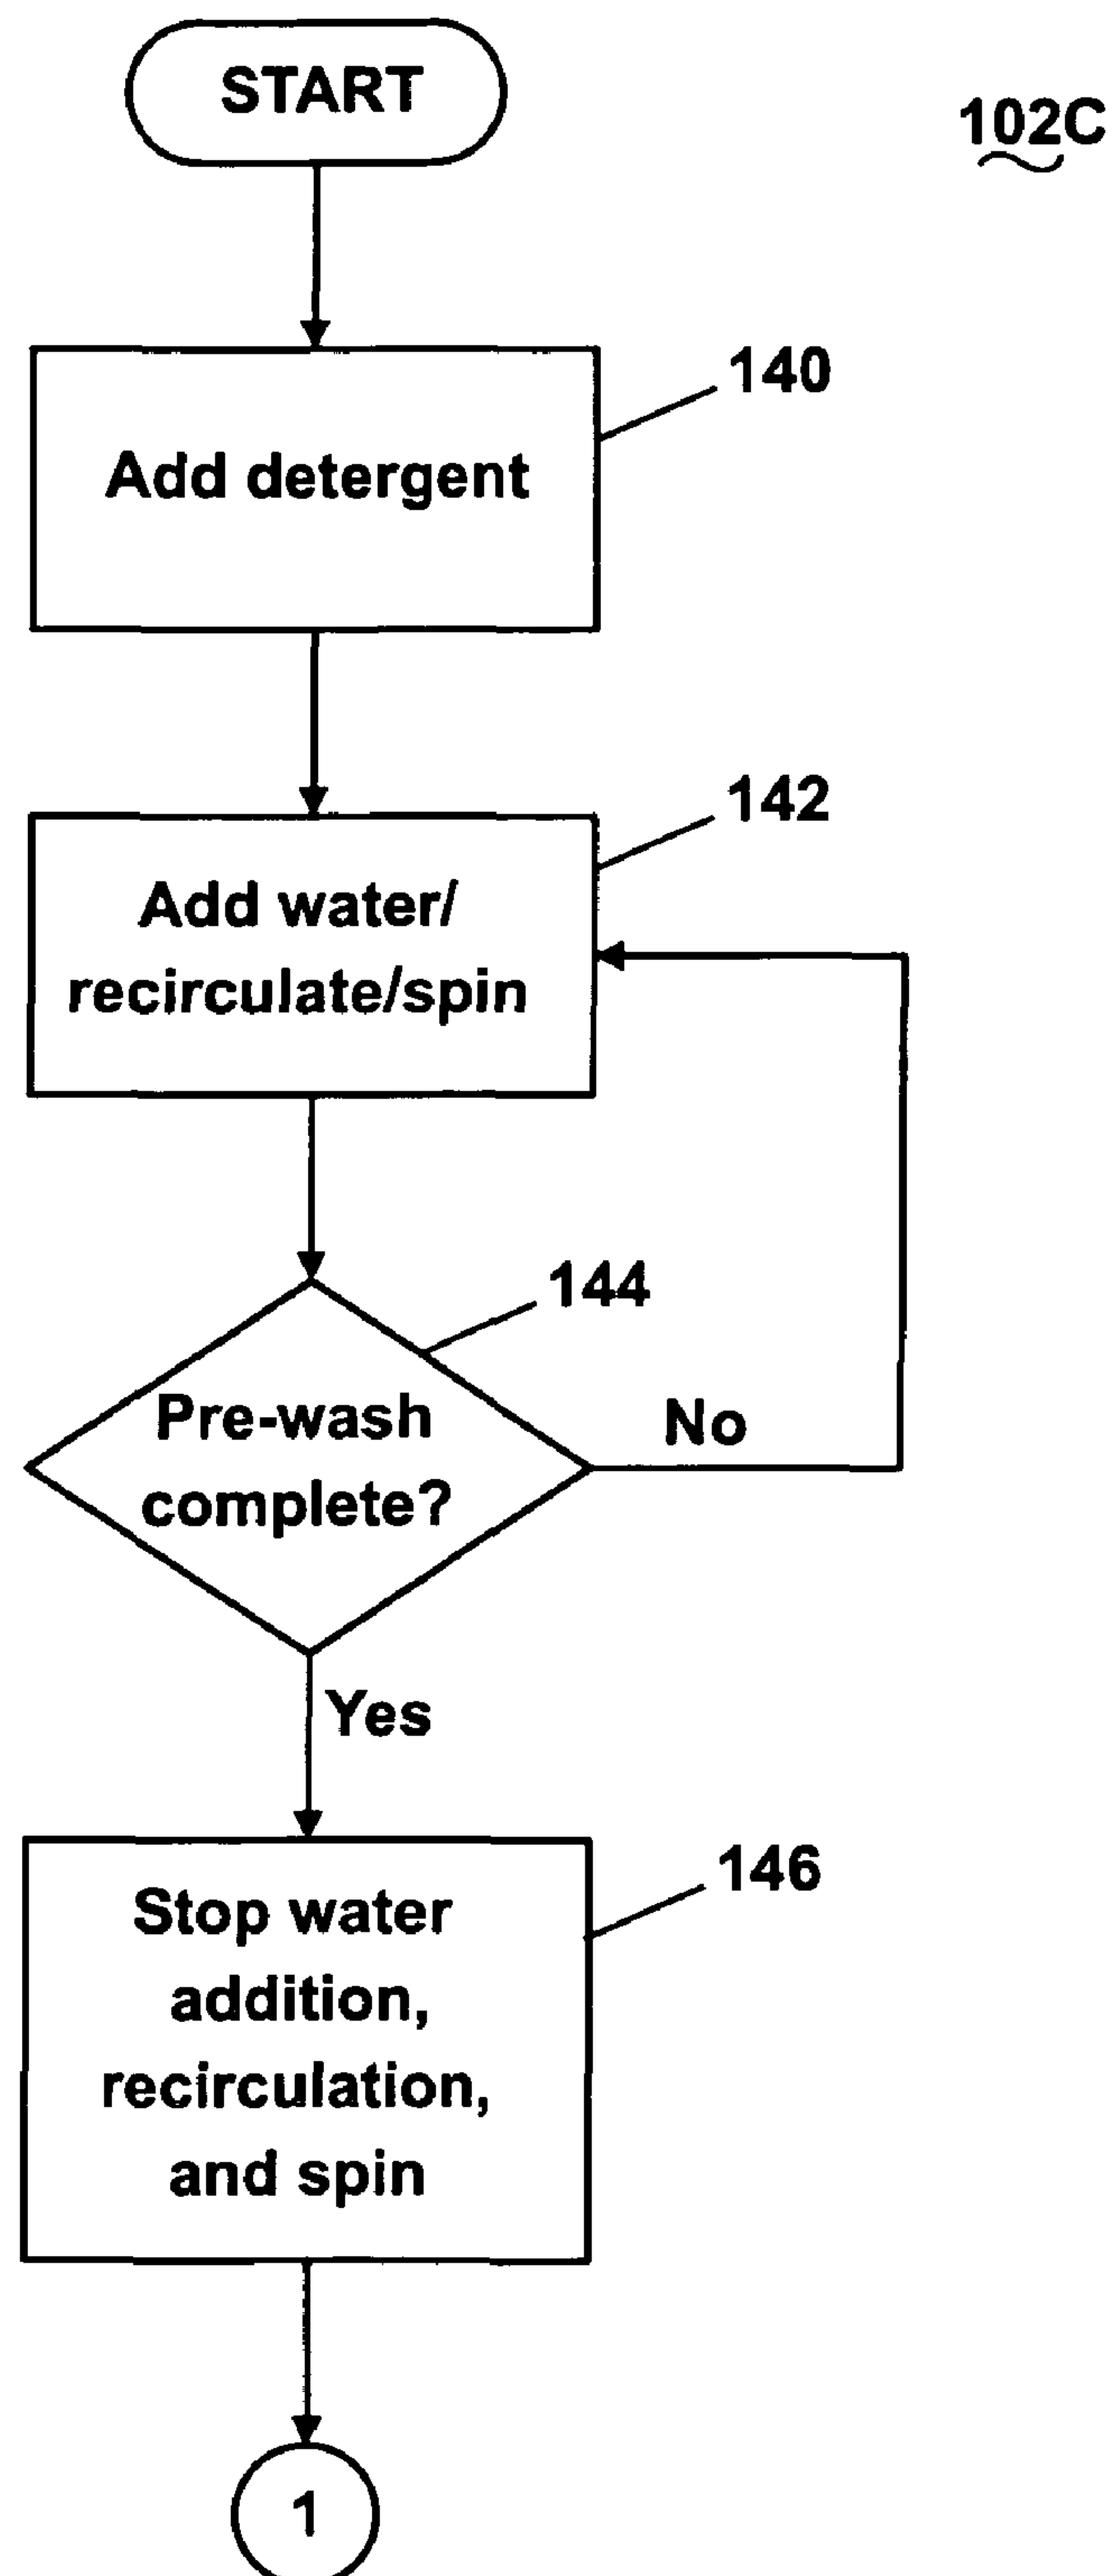 START
102C
140
Add detergent
142
Add water/
recirculate/spin
144
Pre-wash
complete?
No
Yes
146
Stop water
addition,
recirculation,
and spin
1